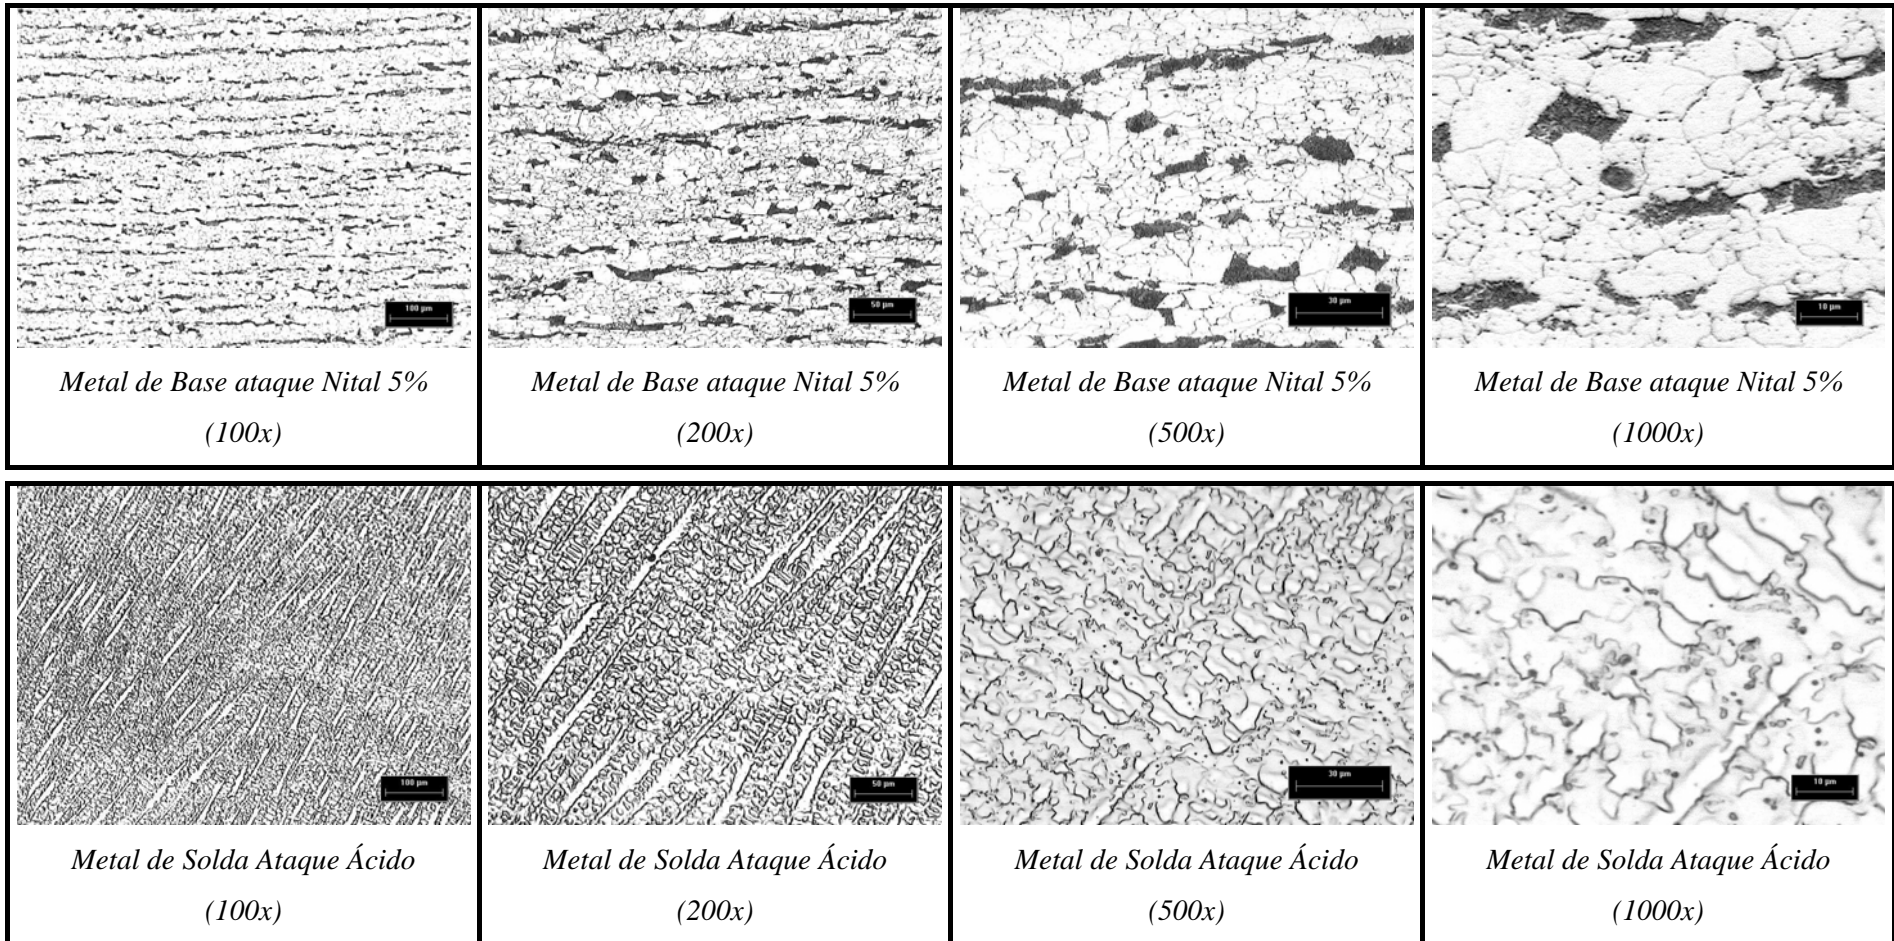 100 µm
50 µm
30 µm
10 µm
Metal de Base ataque Nital 5%
(100x)
Metal de Base ataque Nital 5%
(200x)
Metal de Base ataque Nital 5%
(500x)
Metal de Base ataque Nital 5%
(1000x)
100 µm
50 µm
30 µm
10 µm
Metal de Solda Ataque Ácido
(100x)
Metal de Solda Ataque Ácido
(200x)
Metal de Solda Ataque Ácido
(500x)
Metal de Solda Ataque Ácido
(1000x)